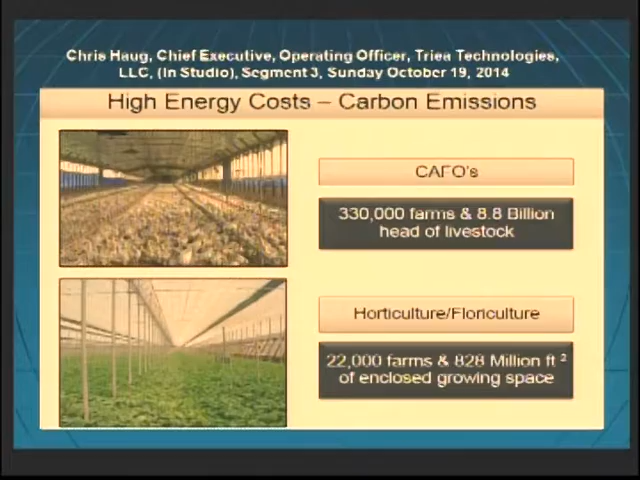 Chris Haug, Chief Executive, Operating Officer, Triea Technologies,
LLC, (In Studio), Segment 3, Sunday October 19, 2014
High Energy Costs – Carbon Emissions
CAFO's
330,000 farms & 8.8 Billion
head of livestock
Horticulture/Floriculture
22,000 farms & 828 Million ft ²
of enclosed growing space